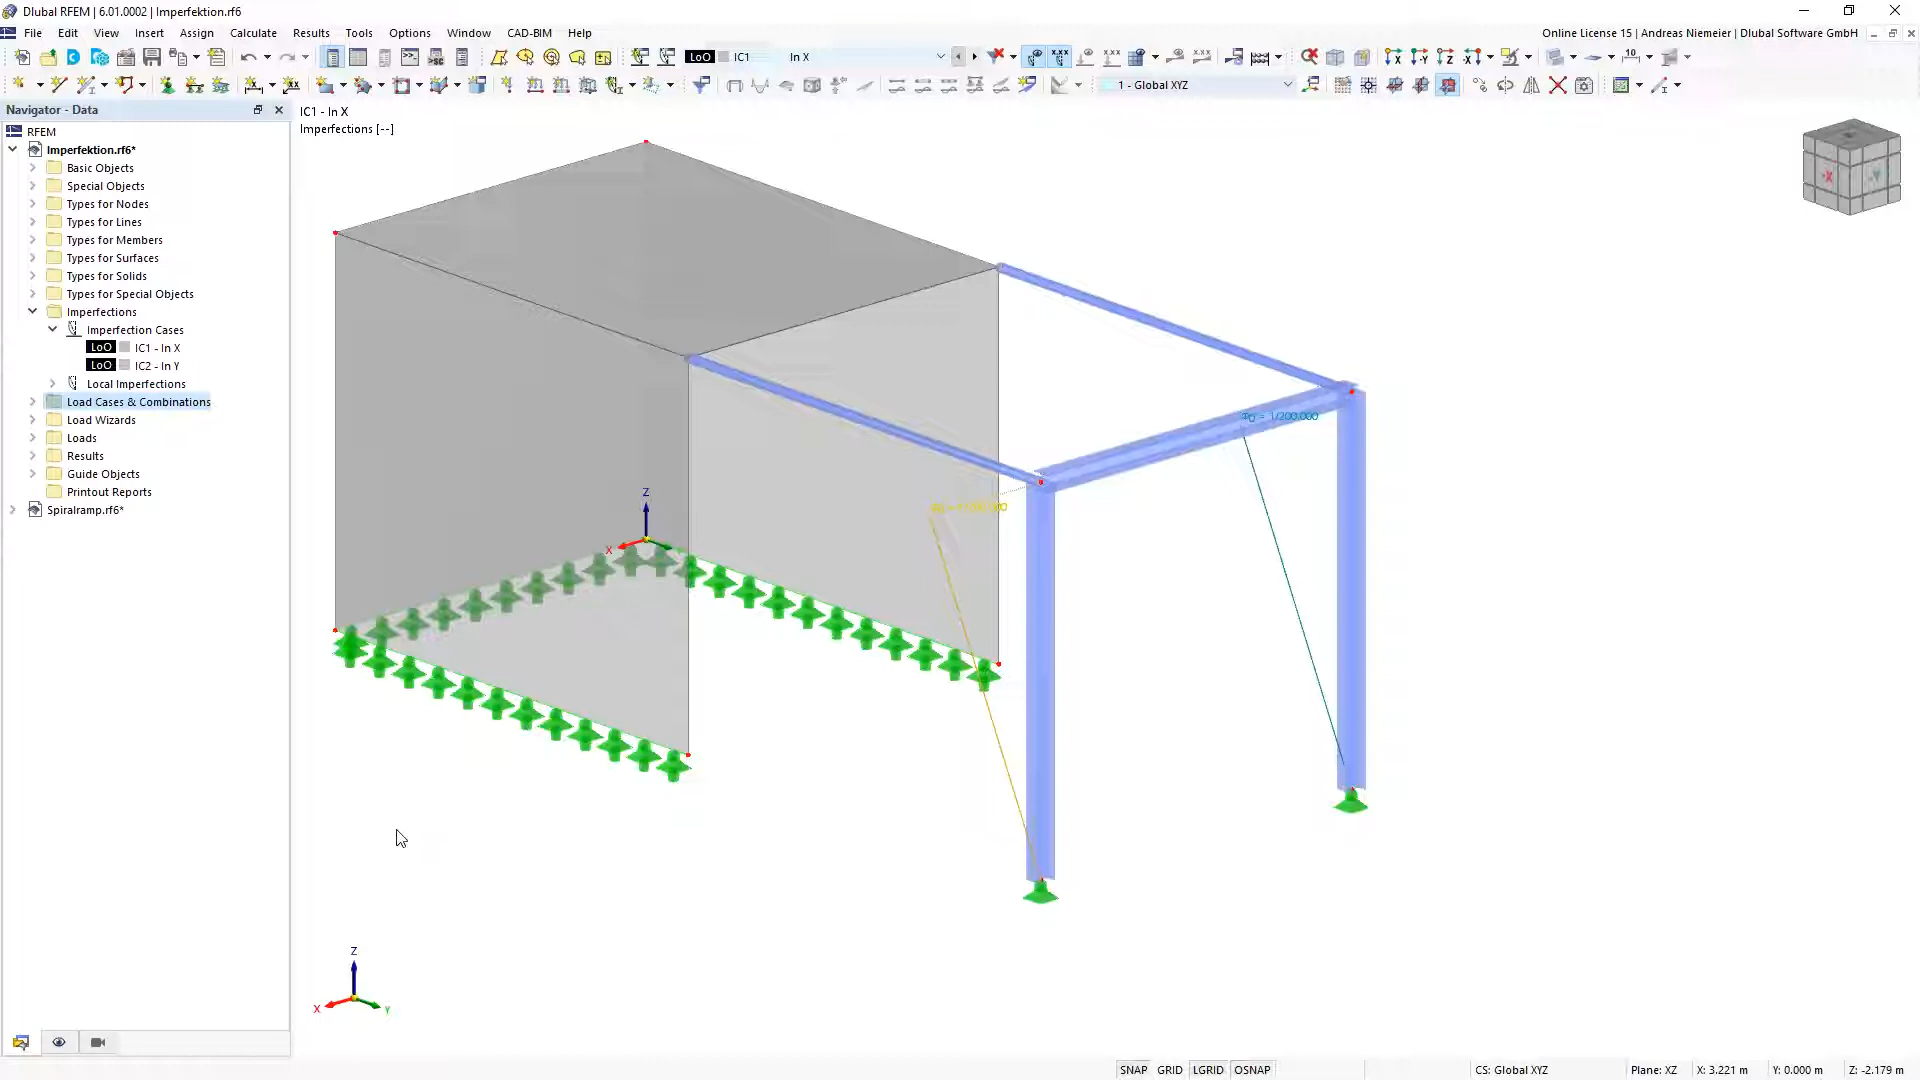 Dlubal RFEM | 6.01.0002 | Imperfektion.rf6*
File Edit View Insert Assign Calculate Results Tools Options Window CAD-BIM Help
Online License 15 | Andreas Niemeier | Dlubal Software GmbH
LoO IC1 In X
1 - Global XYZ
Navigator - Data
RFEM
Imperfektion.rf6*
Basic Objects
Special Objects
Types for Nodes
Types for Lines
Types for Members
Types for Surfaces
Types for Solids
Types for Special Objects
Imperfections
Imperfection Cases
LoO IC1 - In X
LoO IC2 - In Y
Local Imperfections
Load Cases & Combinations
Load Wizards
Loads
Results
Guide Objects
Printout Reports
Spiralramp.rf6*
IC1 - In X
Imperfections [--]
-X
-Y
1/200.000
Z
X
Z
X
Y
SNAP GRID LGRID OSNAP
CS: Global XYZ
Plane: XZ
X: 3.221 m
Y: 0.000 m
Z: -2.179 m